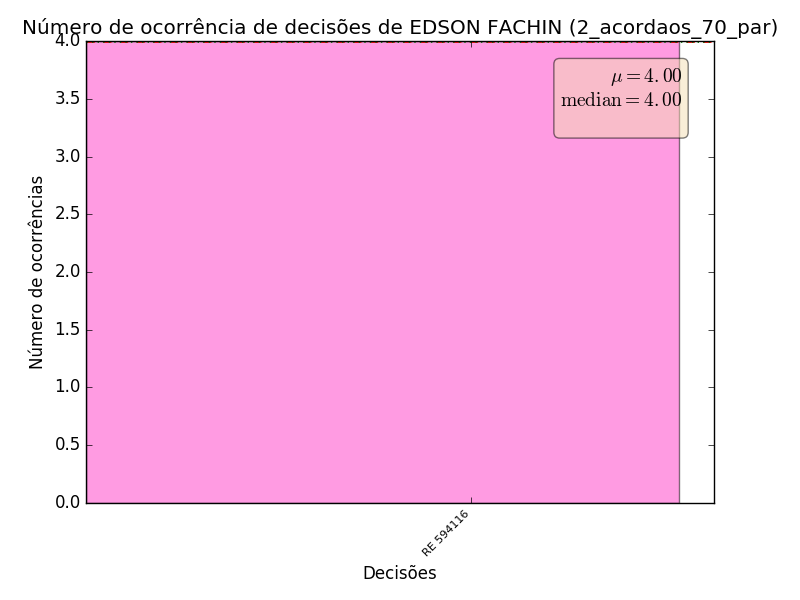 Número de ocorrência de decisões de EDSON FACHIN (2_acordaos_70_par)
4.0
3.5
3.0
2.5
2.0
1.5
1.0
0.5
0.0
Número de ocorrências
μ = 4.00
median = 4.00
RE 594116
Decisões